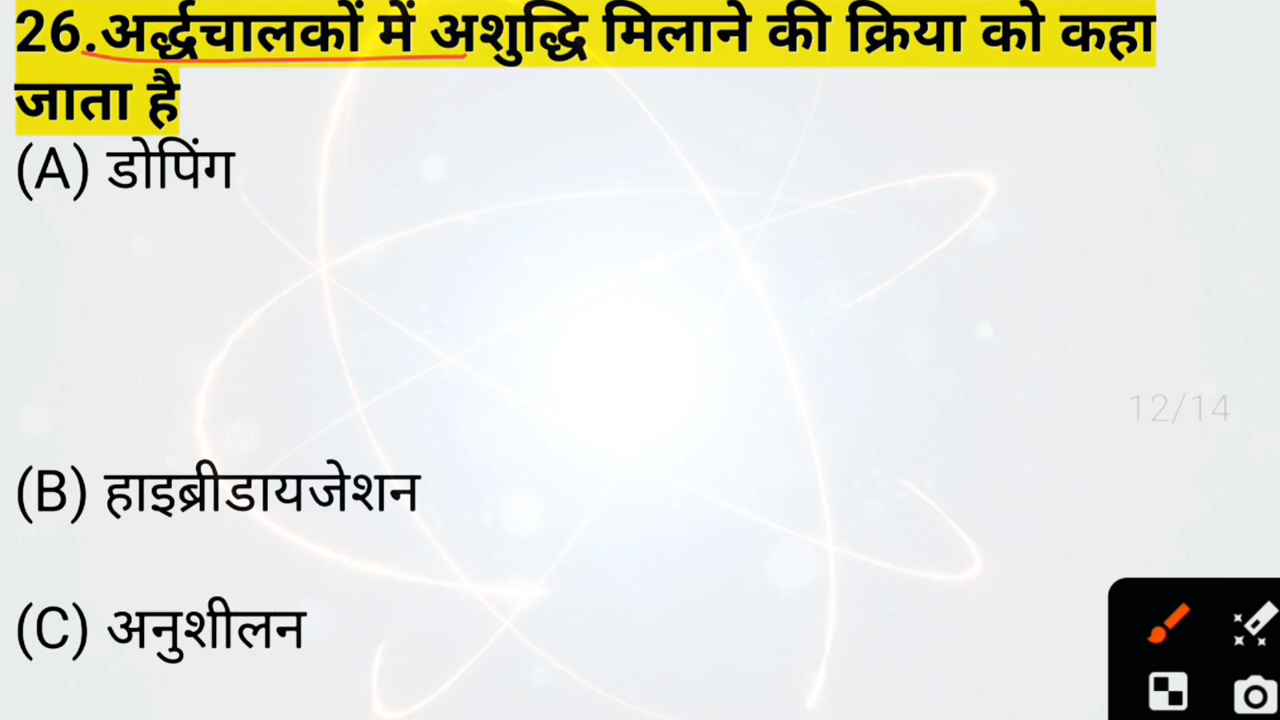 26.अर्द्धचालकों में अशुद्धि मिलाने की क्रिया को कहा
जाता है
(A) डोपिंग
12/14
(B) हाइब्रीडायजेशन
(C) अनुशीलन